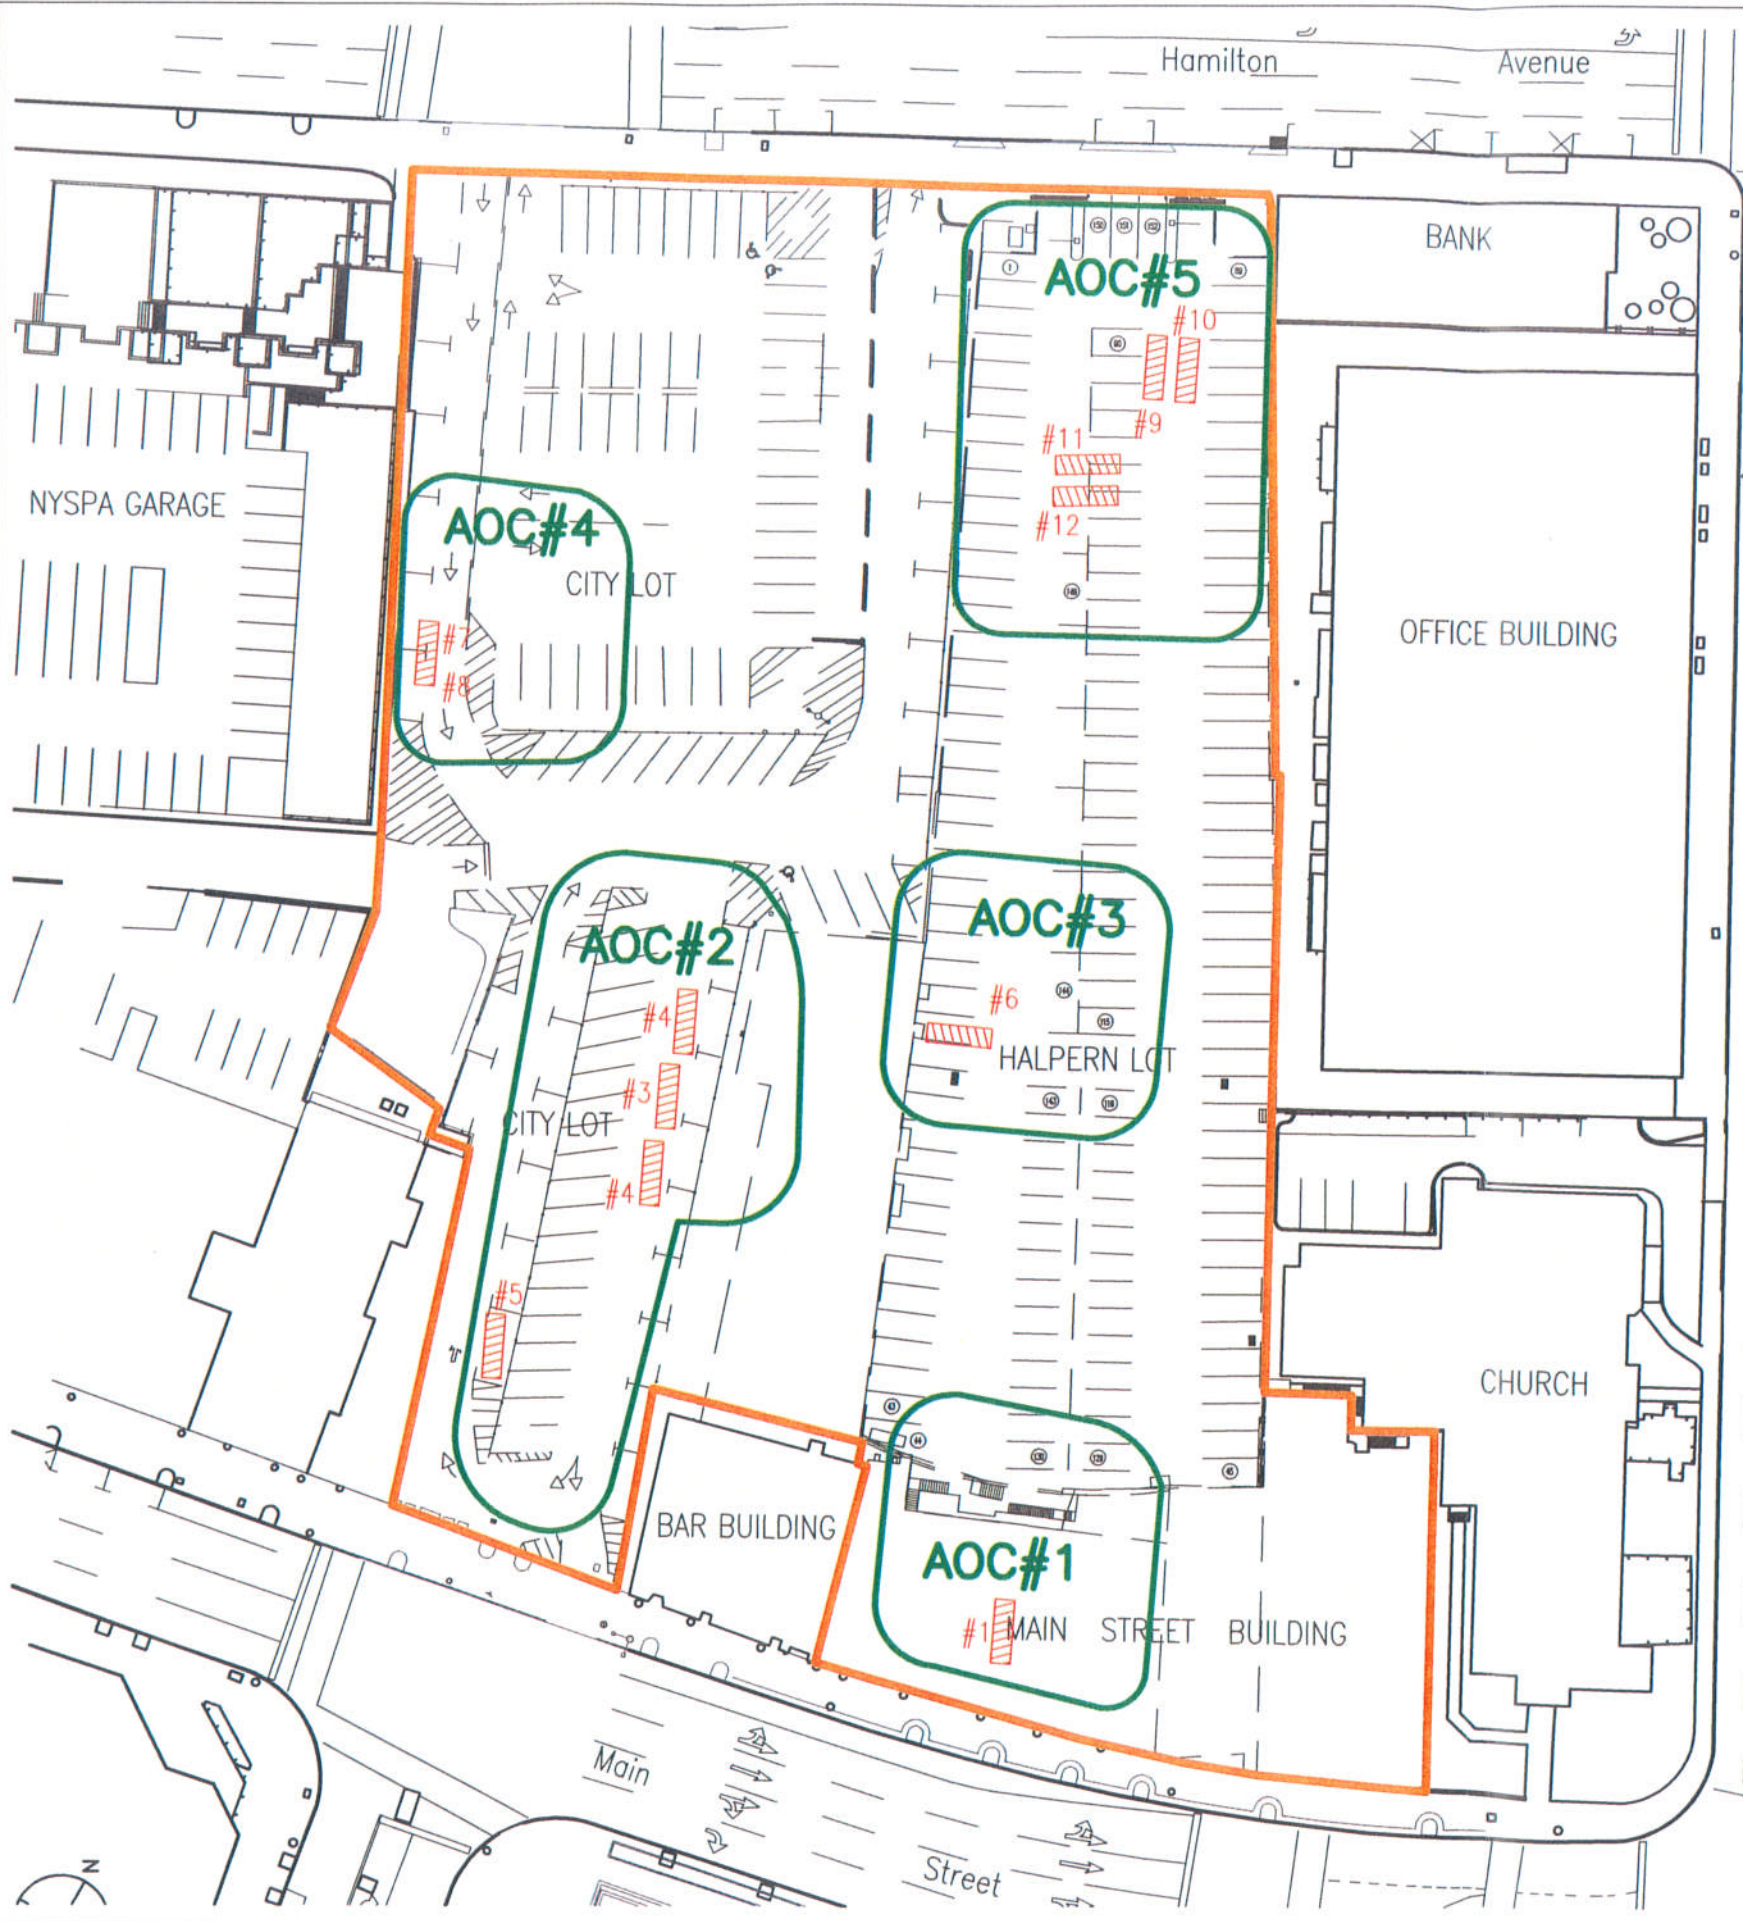 Hamilton Avenue
BANK
AOC#5
#10
#9
#11
#12
NYSPA GARAGE
AOC#4
CITY LOT
#7
#8
OFFICE BUILDING
AOC#2
AOC#3
#4
#6
HALPERN LOT
#3
CITY LOT
#4
#5
CHURCH
BAR BUILDING
AOC#1
#1
MAIN STREET BUILDING
Main
Street
N